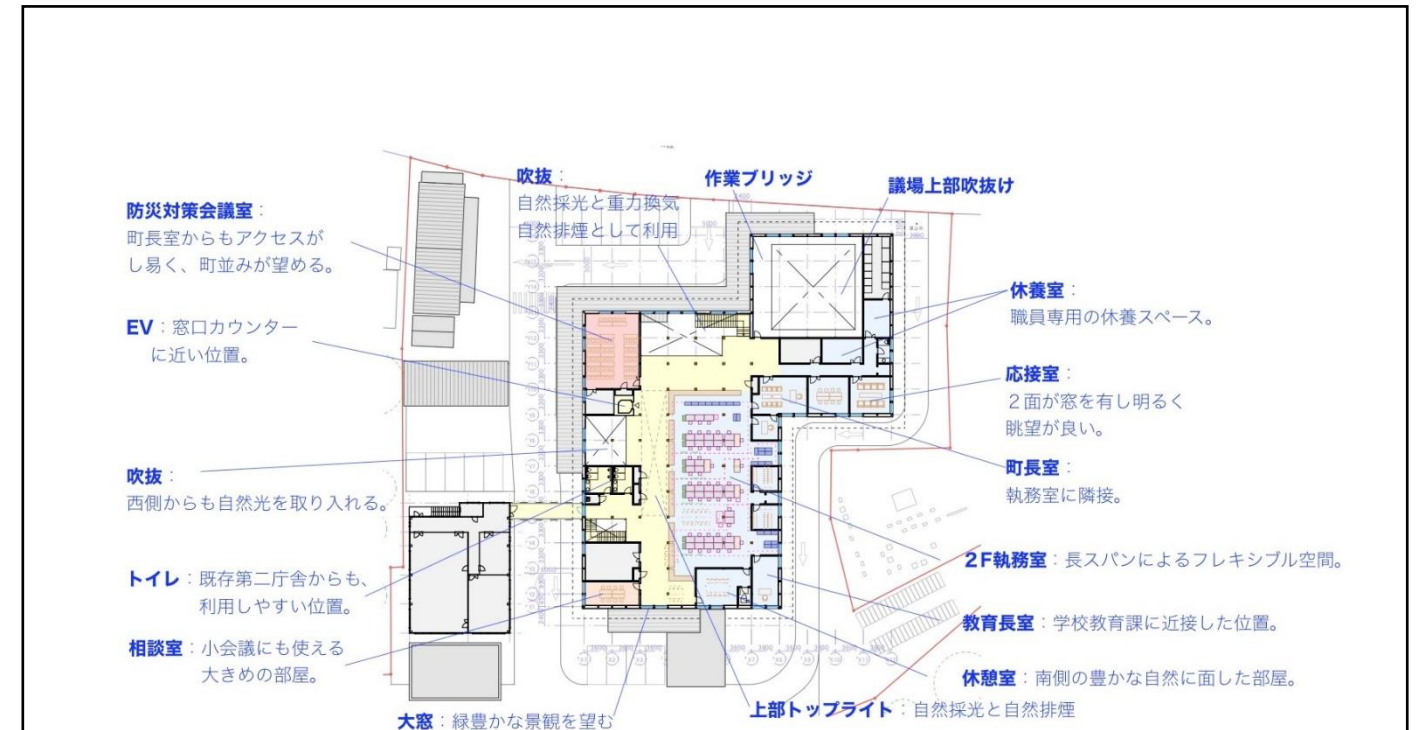 吹抜：
自然採光と重力換気
自然排煙として利用
作業ブリッジ
議場上部吹抜け
防災対策会議室：
町長室からもアクセスが
し易く、町並みが望める。
休養室：
職員専用の休養スペース。
EV：窓口カウンター
に近い位置。
応接室：
２面が窓を有し明るく
眺望が良い。
町長室：
執務室に隣接。
吹抜：
西側からも自然光を取り入れる。
2F執務室：長スパンによるフレキシブル空間。
トイレ：既存第二庁舎からも、
利用しやすい位置。
教育長室：学校教育課に近接した位置。
相談室：小会議にも使える
大きめの部屋。
休憩室：南側の豊かな自然に面した部屋。
上部トップライト：自然採光と自然排煙
大窓：緑豊かな景観を望む